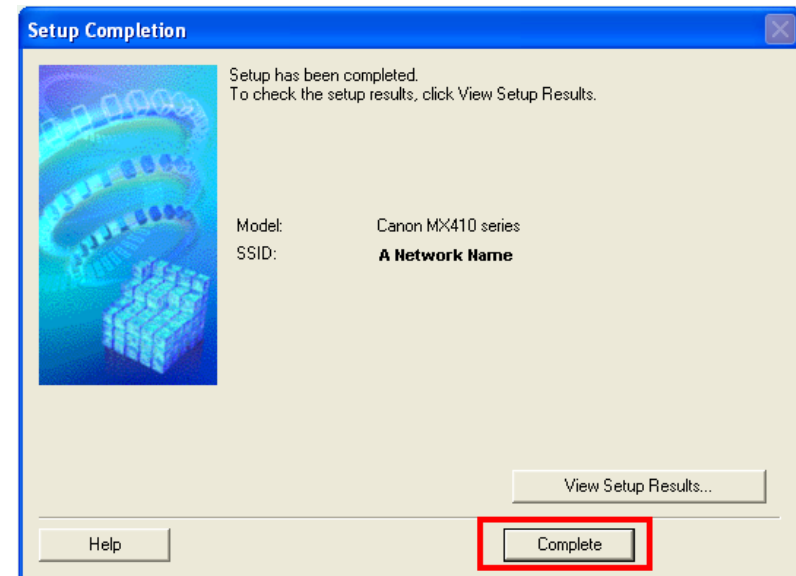 Setup Completion
Setup has been completed.
To check the setup results, click View Setup Results.
Model: Canon MX410 series
SSID: A Network Name
View Setup Results...
Help Complete